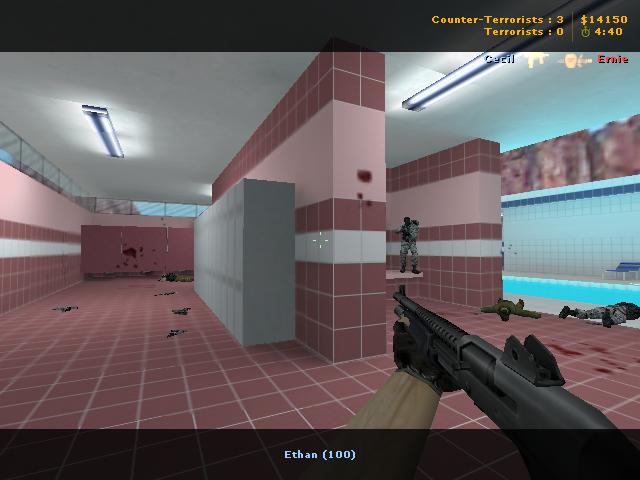 Counter-Terrorists : 3 $14150
Terrorists : 0 4:40
Cecil Ernie
Ethan (100)